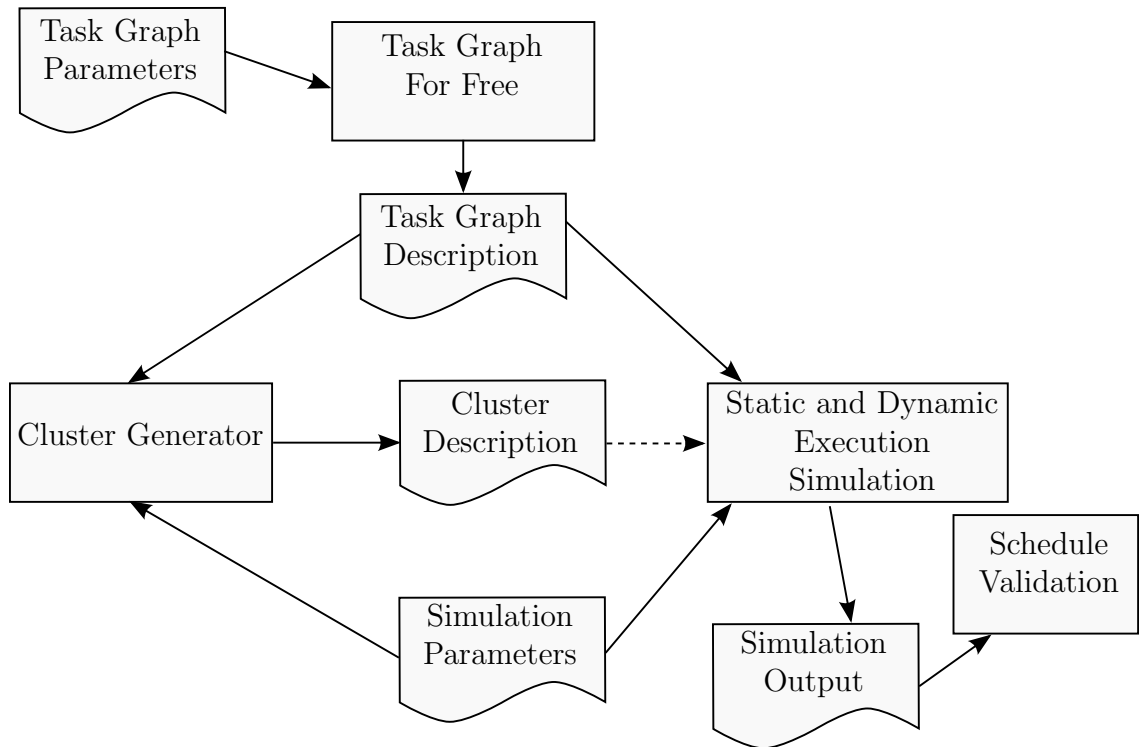 Task Graph
Parameters
Task Graph
For Free
Task Graph
Description
Cluster Generator
Cluster
Description
Static and Dynamic
Execution
Simulation
Simulation
Parameters
Simulation
Output
Schedule
Validation